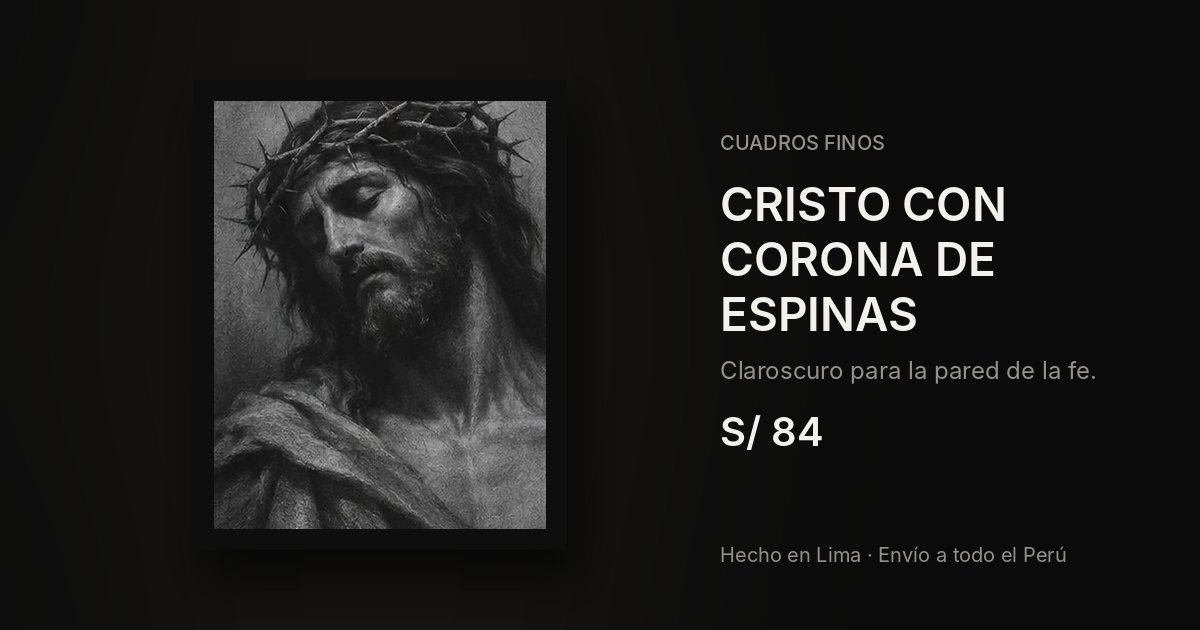 CUADROS FINOS
CRISTO CON
CORONA DE
ESPINAS
Claroscuro para la pared de la fe.
S/ 84
Hecho en Lima · Envío a todo el Perú